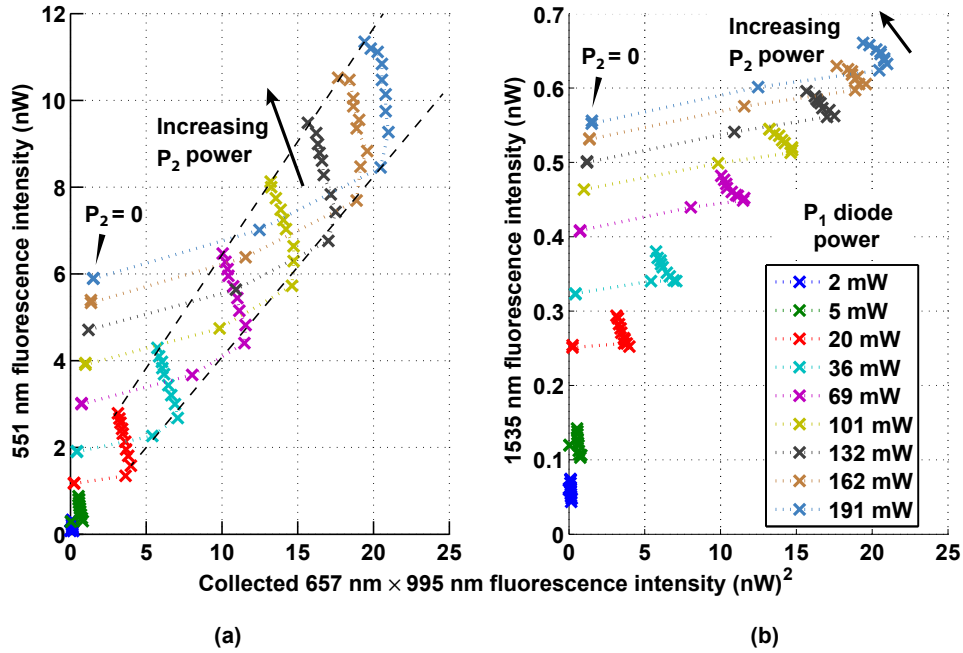 551 nm fluorescence intensity (nW)
12
10
8
6
4
2
0
0
5
10
15
20
25
Increasing
P₂ power
P₂ = 0
1535 nm fluorescence intensity (nW)
0.7
0.6
0.5
0.4
0.3
0.2
0.1
0
0
5
10
15
20
25
Increasing
P₂ power
P₂ = 0
P₁ diode
power
2 mW
5 mW
20 mW
36 mW
69 mW
101 mW
132 mW
162 mW
191 mW
Collected 657 nm × 995 nm fluorescence intensity (nW)²
(a)
(b)